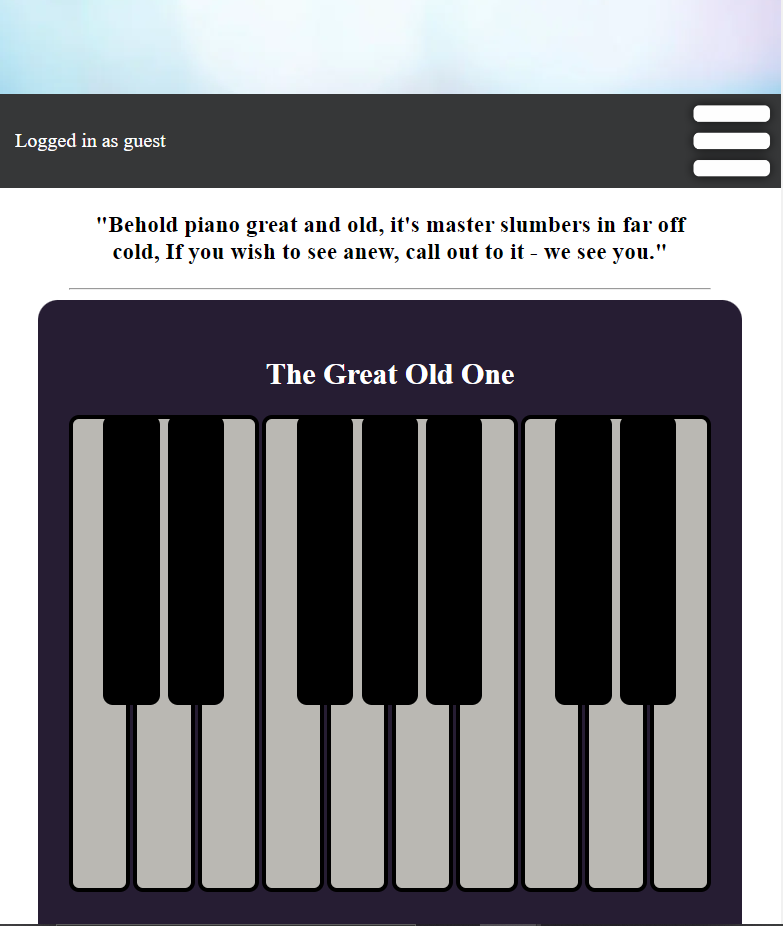 Logged in as guest
"Behold piano great and old, it's master slumbers in far off
cold, If you wish to see anew, call out to it - we see you."
The Great Old One